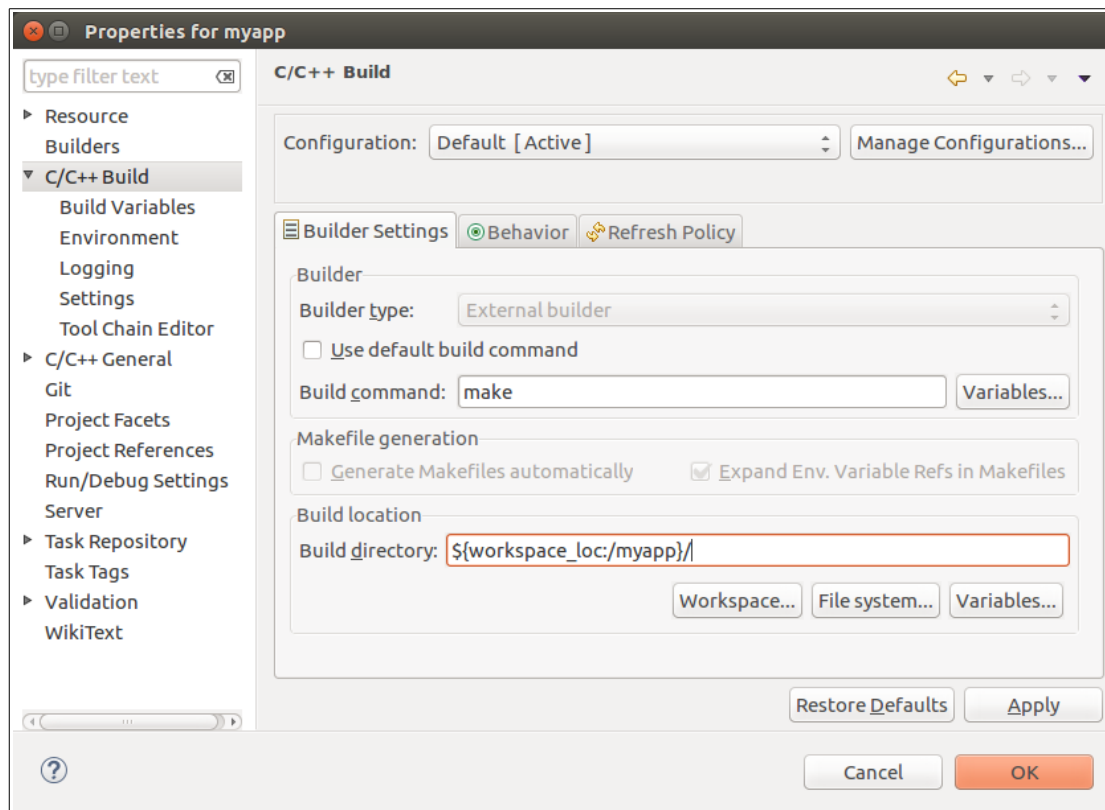 Properties for myapp
type filter text
Resource
Builders
C/C++ Build
Build Variables
Environment
Logging
Settings
Tool Chain Editor
C/C++ General
Git
Project Facets
Project References
Run/Debug Settings
Server
Task Repository
Task Tags
Validation
WikiText
C/C++ Build
Configuration: Default [Active] Manage Configurations...
Builder Settings Behavior Refresh Policy
Builder
Builder type: External builder
Use default build command
Build command: make Variables...
Makefile generation
Generate Makefiles automatically Expand Env. Variable Refs in Makefiles
Build location
Build directory: ${workspace_loc:/myapp}/
Workspace... File system... Variables...
Restore Defaults Apply
? Cancel OK